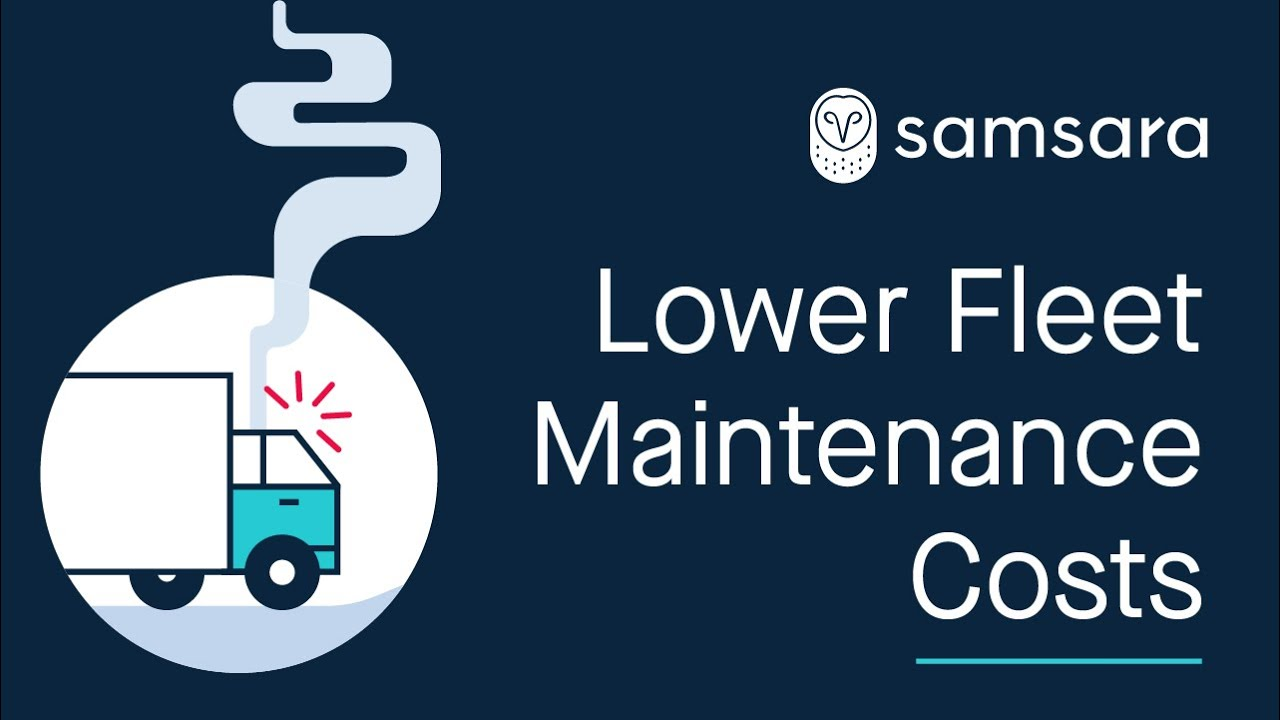 samsara
Lower Fleet
Maintenance
Costs